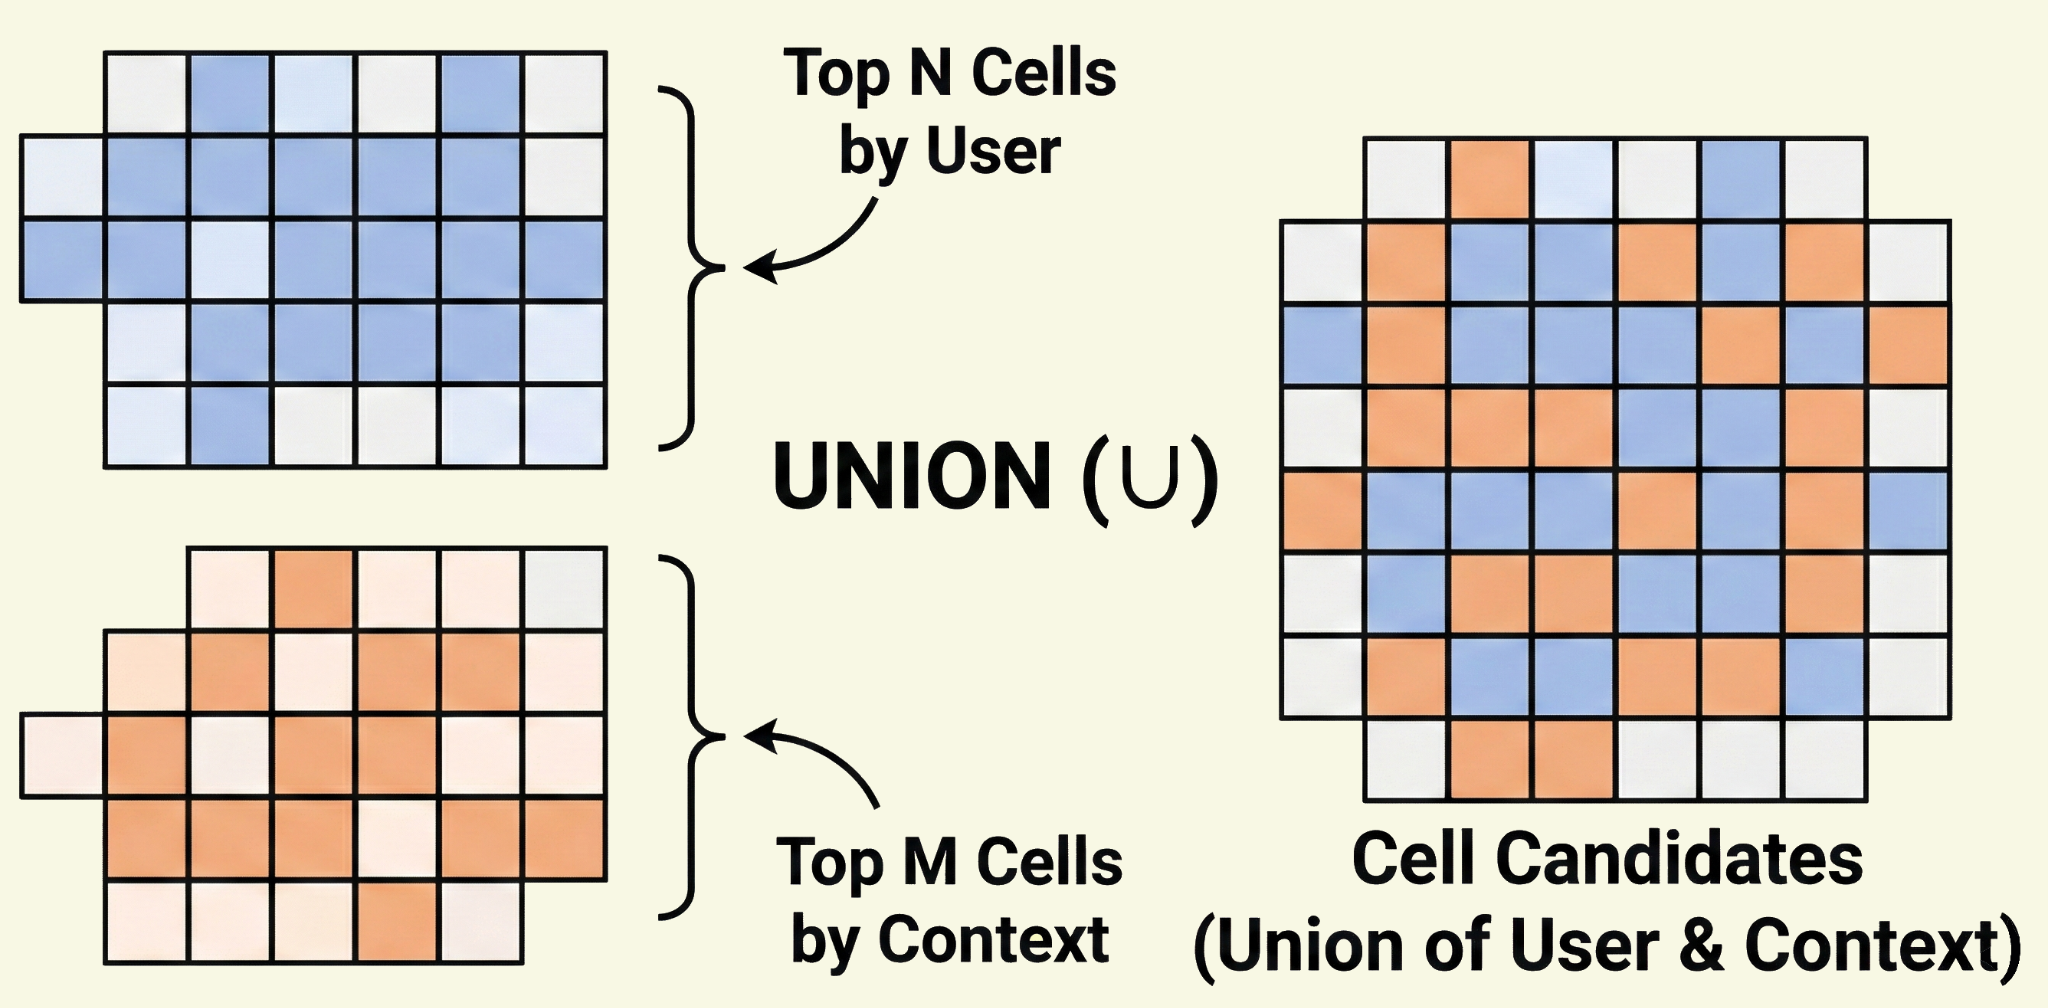 Top N Cells
by User
UNION (∪)
Top M Cells
by Context
Cell Candidates
(Union of User & Context)